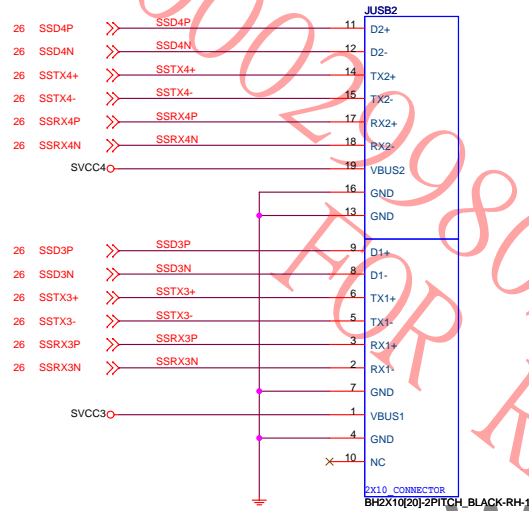 JUSB2
26 SSD4P SSD4P 11 D2+
26 SSD4N SSD4N 12 D2-
26 SSTX4+ SSTX4+ 14 TX2+
26 SSTX4- SSTX4- 15 TX2-
26 SSRX4P SSRX4P 17 RX2+
26 SSRX4N SSRX4N 18 RX2-
SVCC4 19 VBUS2
16 GND
13 GND
26 SSD3P SSD3P 9 D1+
26 SSD3N SSD3N 8 D1-
26 SSTX3+ SSTX3+ 6 TX1+
26 SSTX3- SSTX3- 5 TX1-
26 SSRX3P SSRX3P 3 RX1+
26 SSRX3N SSRX3N 2 RX1-
7 GND
SVCC3 1 VBUS1
4 GND
10 NC
2X10_CONNECTOR
BH2X10[20]-2PITCH_BLACK-RH-1
FOR